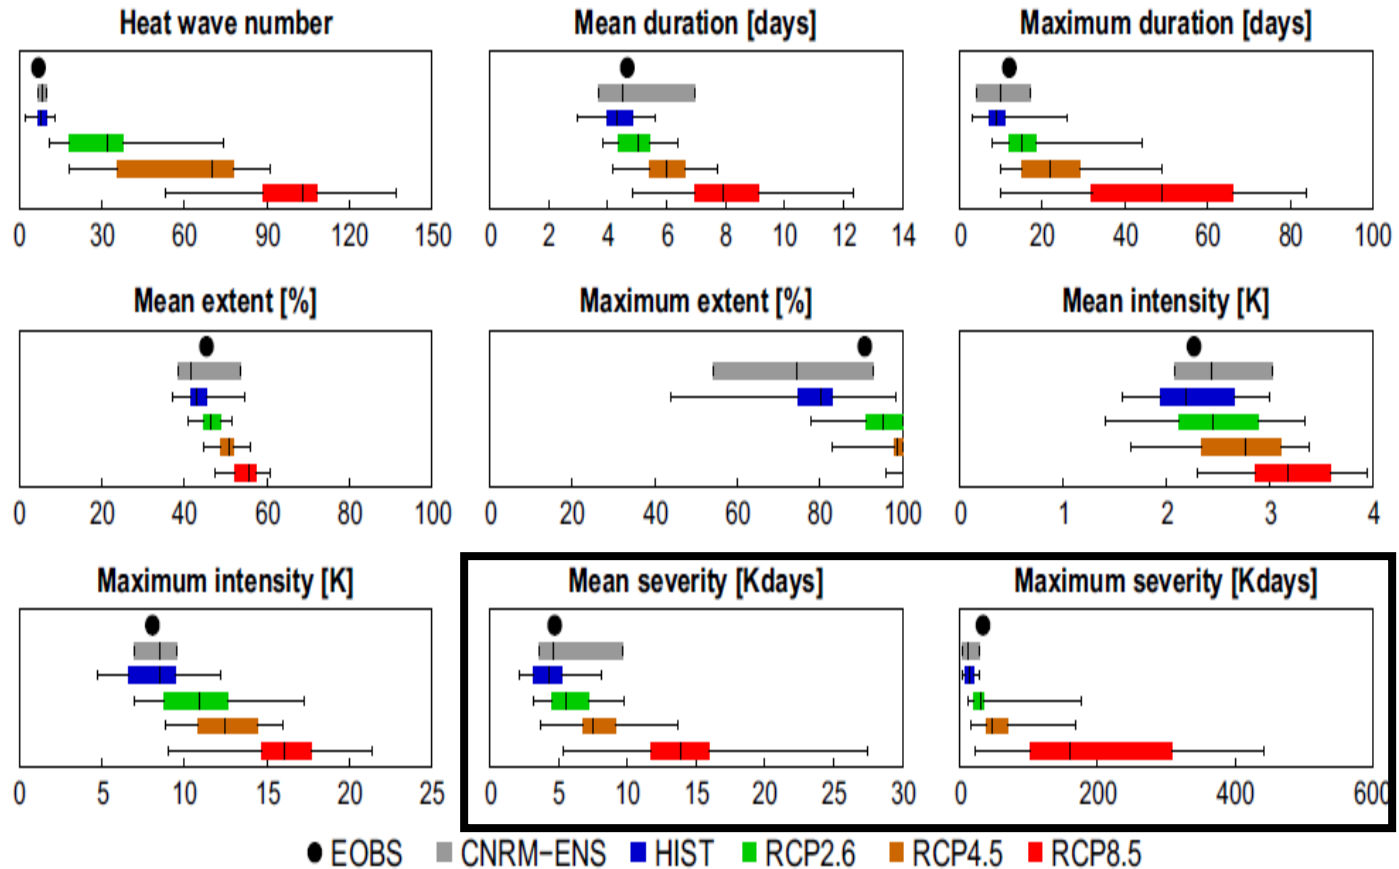 Heat wave number Mean duration [days] Maximum duration [days]
0 30 60 90 120 150 0 2 4 6 8 10 12 14 0 20 40 60 80 100
Mean extent [%] Maximum extent [%] Mean intensity [K]
0 20 40 60 80 100 0 20 40 60 80 100 0 1 2 3 4
Maximum intensity [K] Mean severity [Kdays] Maximum severity [Kdays]
0 5 10 15 20 25 0 5 10 15 20 25 30 0 200 400 600
EOBS CNRM-ENS HIST RCP2.6 RCP4.5 RCP8.5